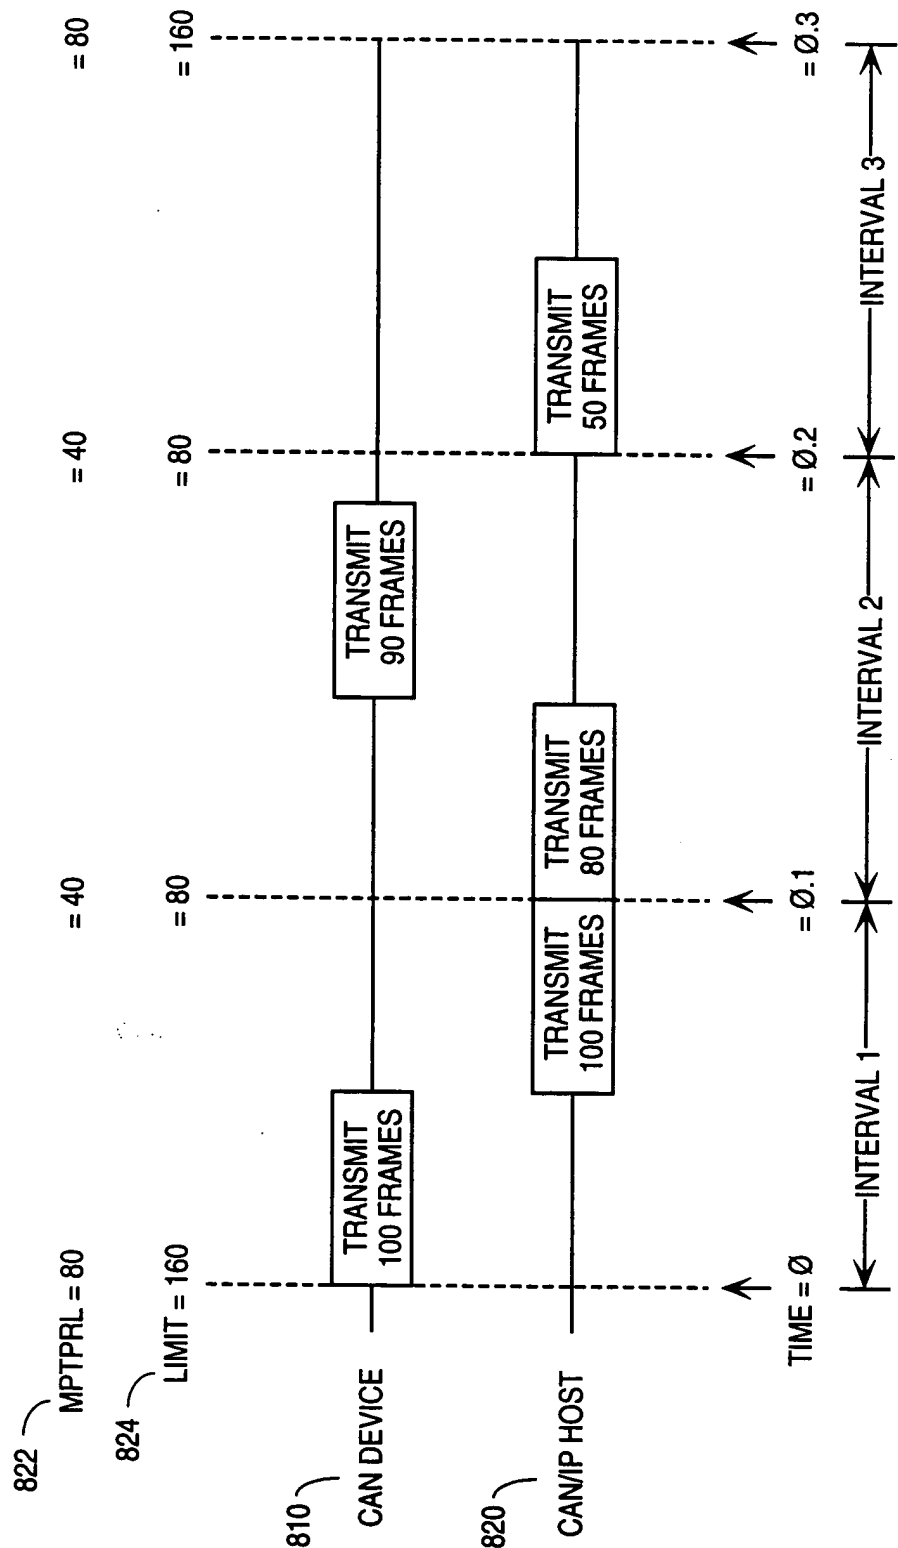 822
MPTPRL = 80
= 40
= 40
= 80
824
LIMIT = 160
= 80
= 80
= 160
810
CAN DEVICE
TRANSMIT
100 FRAMES
TRANSMIT
90 FRAMES
820
CAN/IP HOST
TRANSMIT
100 FRAMES
TRANSMIT
80 FRAMES
TRANSMIT
50 FRAMES
TIME = Ø
= Ø.1
= Ø.2
= Ø.3
INTERVAL 1
INTERVAL 2
INTERVAL 3